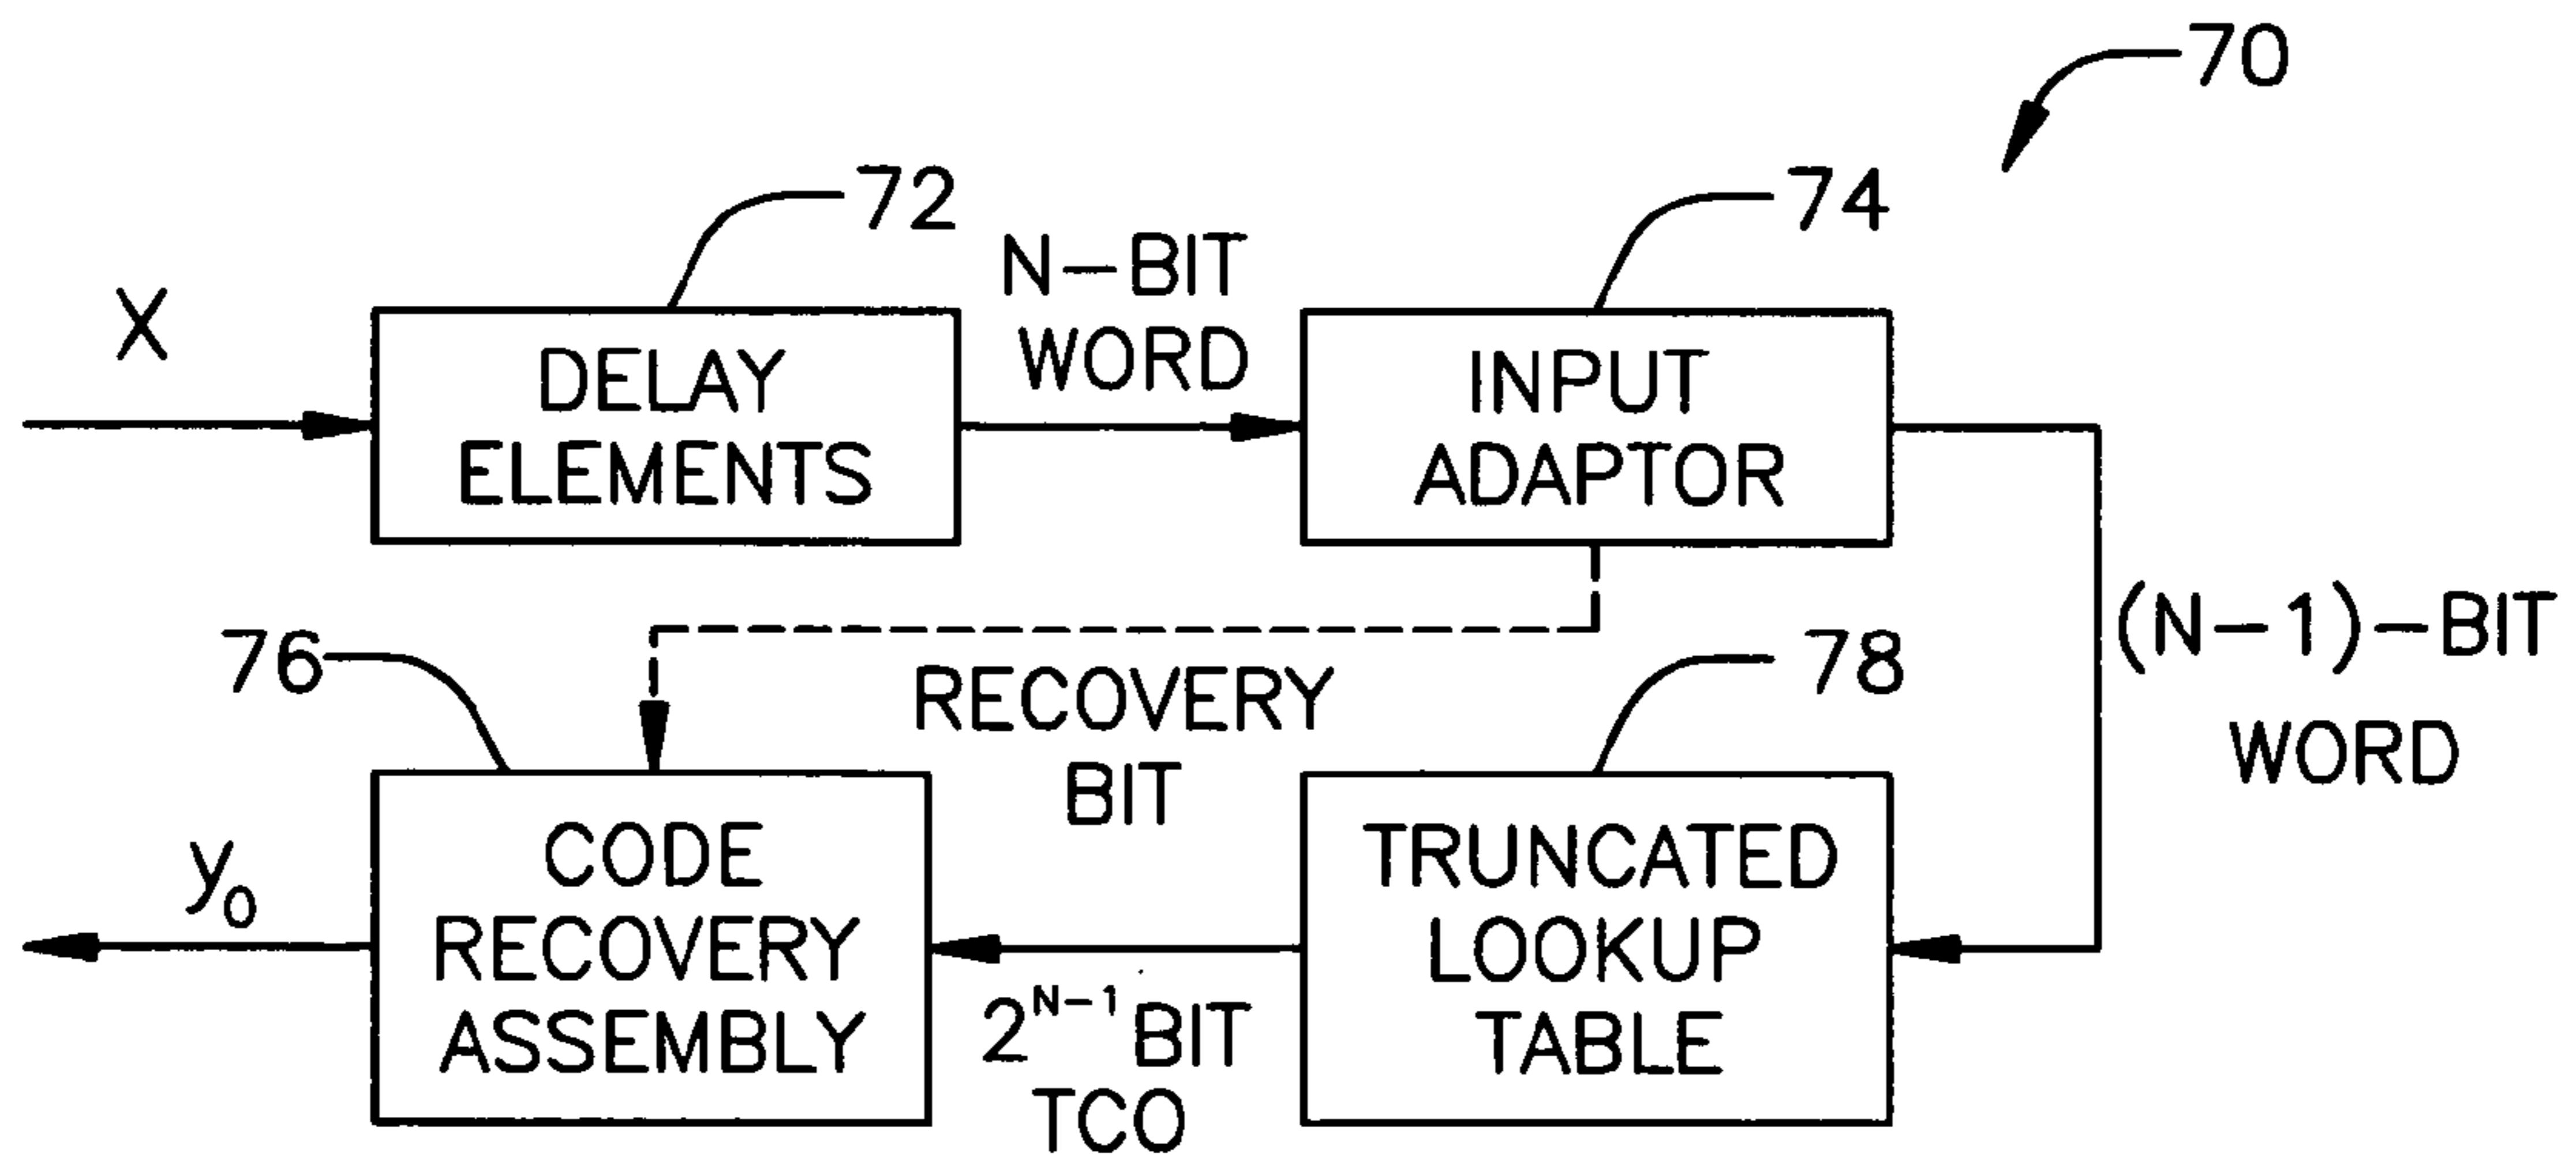 70
72
74
X
N-BIT
WORD
DELAY
ELEMENTS
INPUT
ADAPTOR
76
RECOVERY
BIT
78
(N-1)-BIT
WORD
y₀
CODE
RECOVERY
ASSEMBLY
2ᴺ⁻¹ BIT
TCO
TRUNCATED
LOOKUP
TABLE